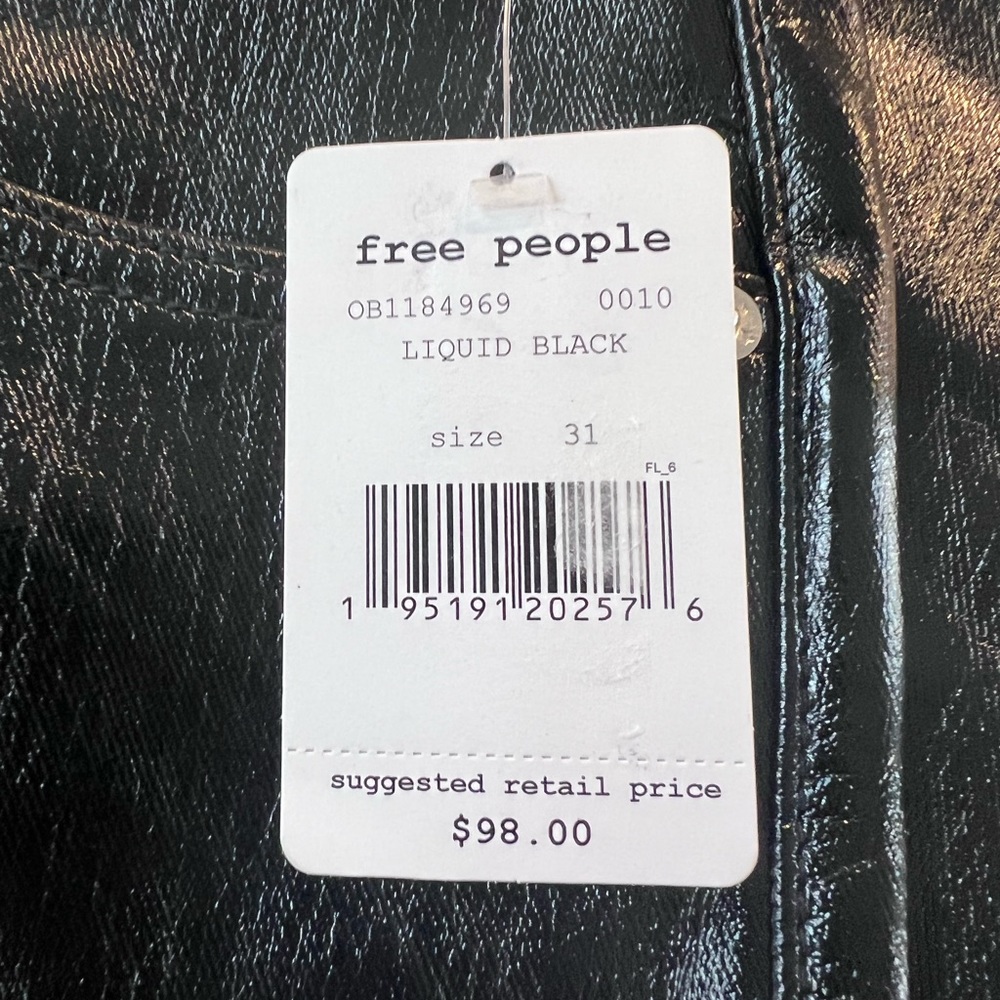 free people
OB1184969 0010
LIQUID BLACK
size 31
FL_6
1 95191 20257 6
suggested retail price
$98.00